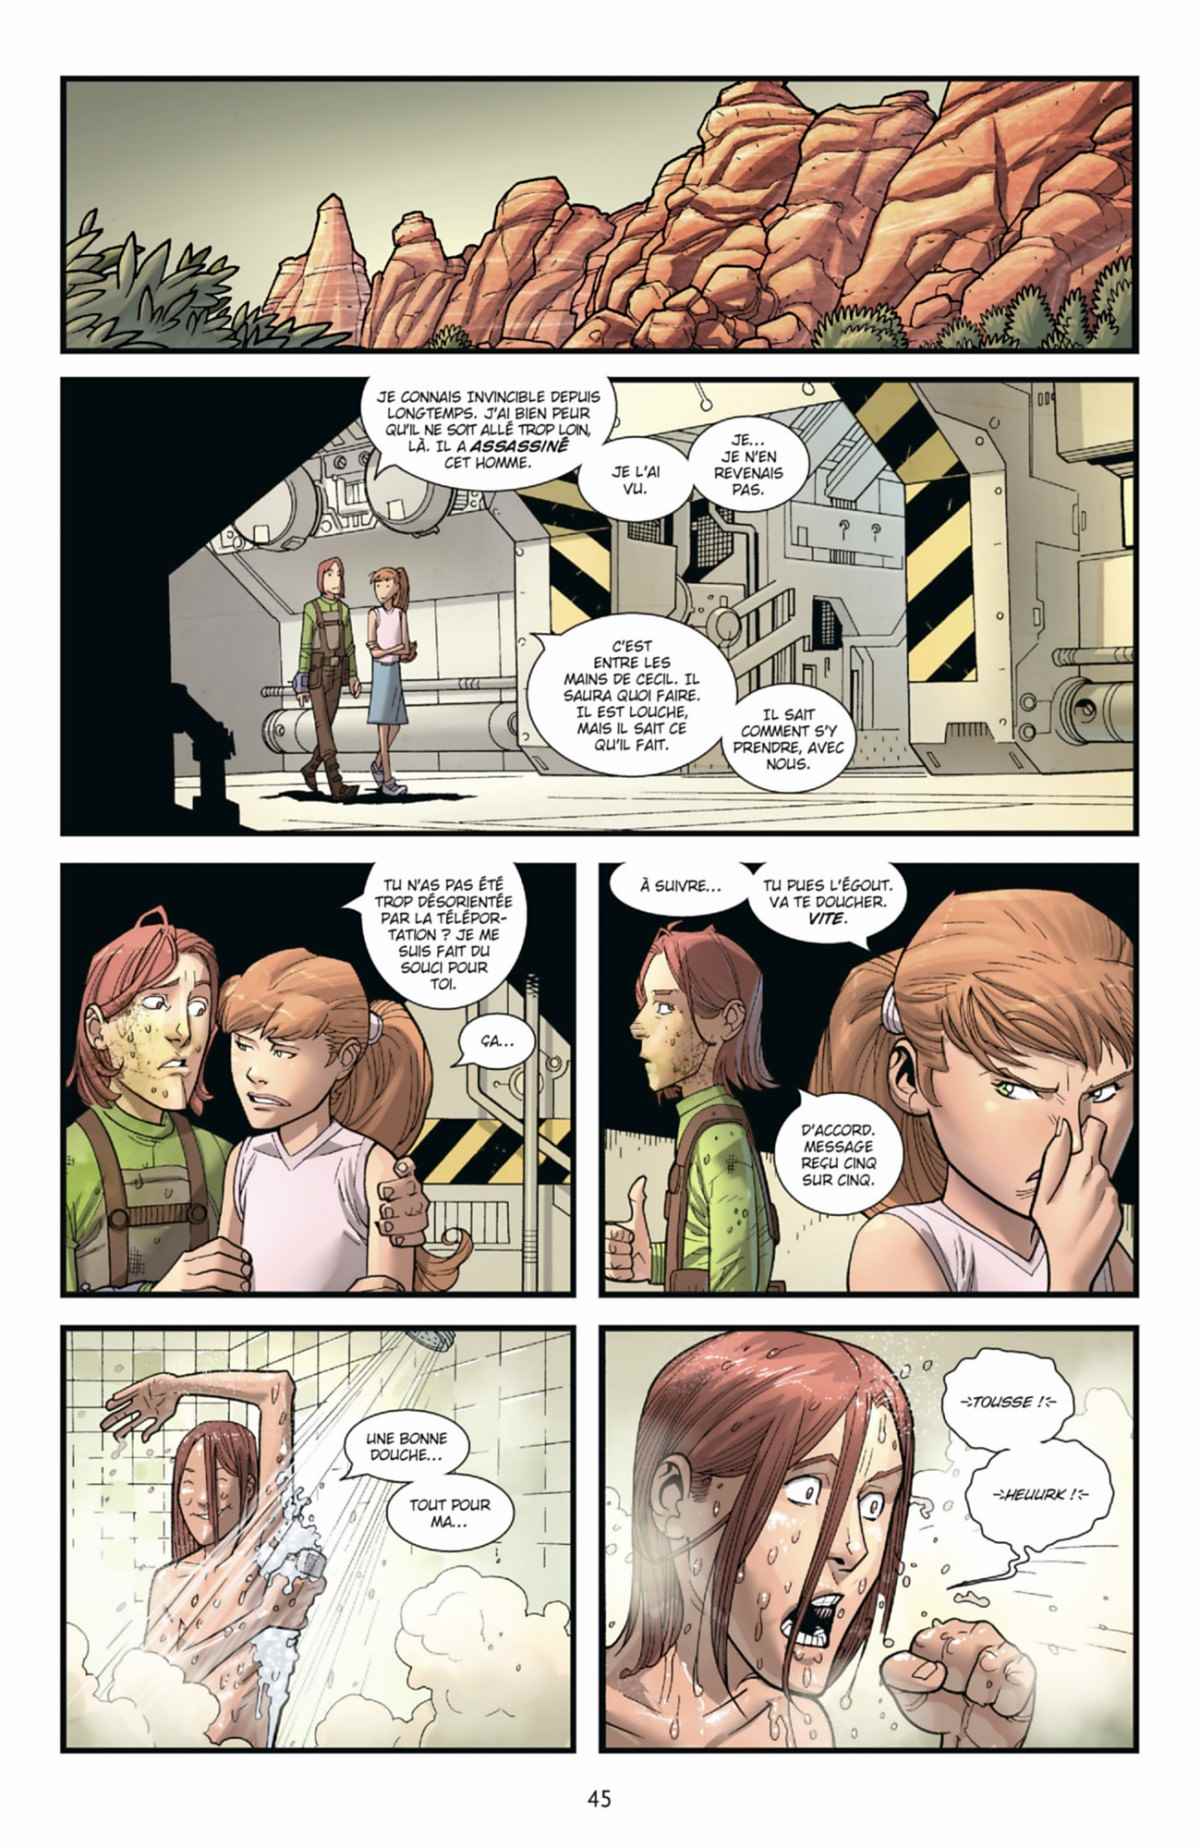 JE CONNAIS INVINCIBLE DEPUIS
LONGTEMPS. J'AI BIEN PEUR
QU'IL NE SOIT ALLÉ TROP LOIN,
LÀ. IL A ASSASSINÉ
CET HOMME.
JE L'AI
VU.
JE...
JE N'EN
REVENAIS
PAS.
C'EST
ENTRE LES
MAINS DE CECIL. IL
SAURA QUOI FAIRE.
IL EST LOUCHE,
MAIS IL SAIT CE
QU'IL FAIT.
IL SAIT
COMMENT S'Y
PRENDRE, AVEC
NOUS.
TU N'AS PAS ÉTÉ
TROP DÉSORIENTÉE
PAR LA TÉLÉPOR-
TATION ? JE ME
SUIS FAIT DU
SOUCI POUR
TOI.
ÇA...
À SUIVRE...
TU PUES L'ÉGOUT.
VA TE DOUCHER.
VITE.
D'ACCORD.
MESSAGE
REÇU CINQ
SUR CINQ.
UNE BONNE
DOUCHE...
TOUT POUR
MA...
TOUSSE !
HEUURK !
45